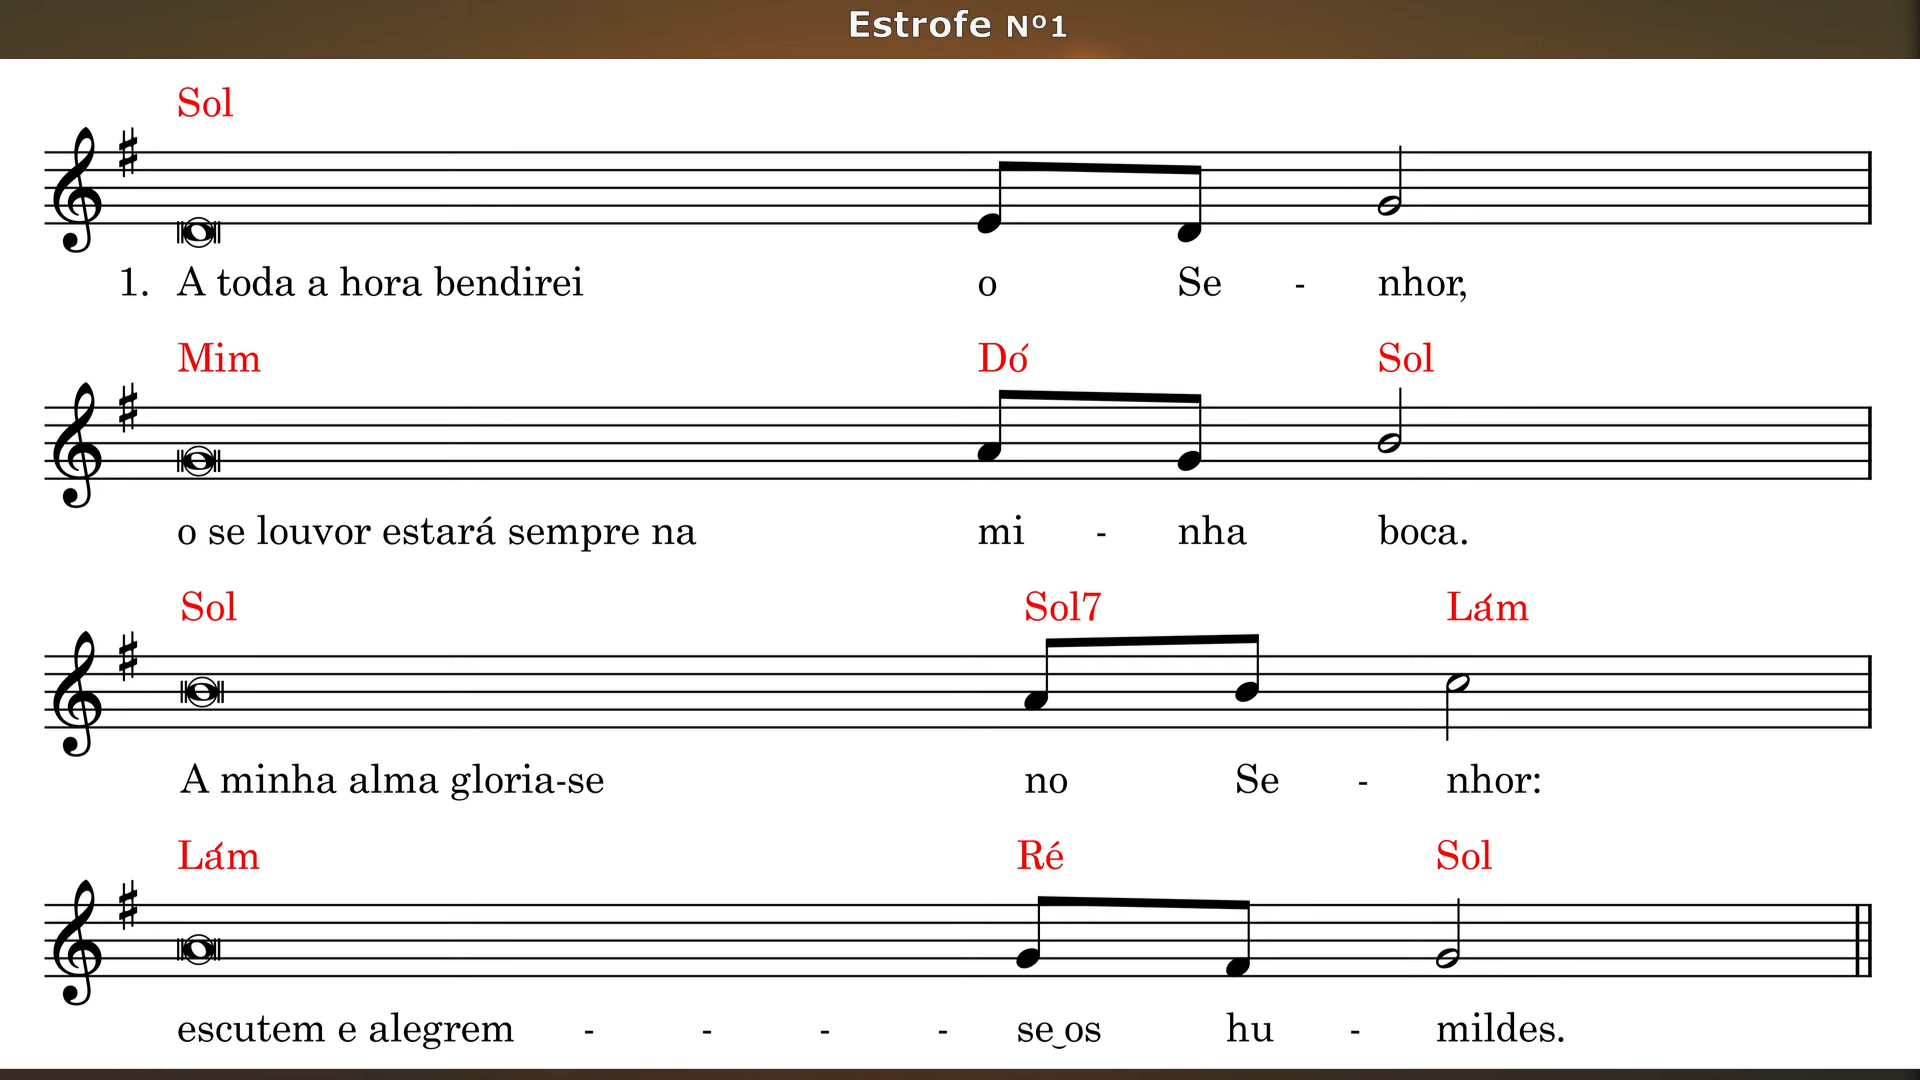 Estrofe Nº1
Sol
1. A toda a hora bendirei o Se - nhor,
Mim Dó Sol
o se louvor estará sempre na mi - nha boca.
Sol Sol7 Lám
A minha alma gloria-se no Se - nhor:
Lám Ré Sol
escutem e alegrem - - - - se‿os hu - mildes.